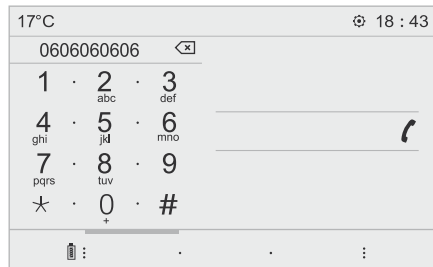 17°C 18 : 43
0606060606
1 · 2 · 3
abc def
4 · 5 · 6
ghi jkl mno
7 · 8 · 9
pqrs tuv
* · 0 · #
+